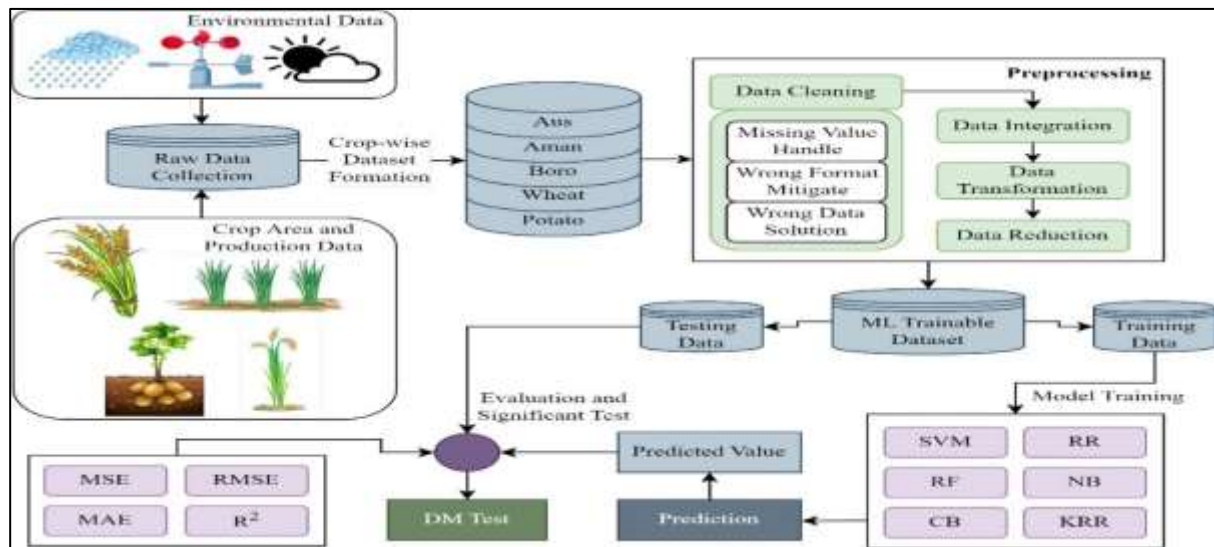 Environmental Data
Raw Data
Collection
Crop-wise
Dataset
Formation
Aus
Aman
Boro
Wheat
Potato
Preprocessing
Data Cleaning
Missing Value
Handle
Wrong Format
Mitigate
Wrong Data
Solution
Data Integration
Data
Transformation
Data Reduction
Crop Area and
Production Data
Testing
Data
ML Trainable
Dataset
Training
Data
Evaluation and
Significant Test
Model Training
MSE
RMSE
MAE
R²
DM Test
Predicted Value
Prediction
SVM
RR
RF
NB
CB
KRR